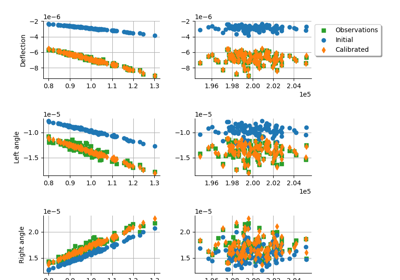 1e−6
1e−6
Deflection
−2
−4
−6
−8
0.8 0.9 1.0 1.1 1.2 1.3
−2
−4
−6
−8
1.96 1.98 2.00 2.02 2.04
1e5
Observations
Initial
Calibrated
1e−5
1e−5
Left angle
−1.0
−1.5
0.8 0.9 1.0 1.1 1.2 1.3
−1.0
−1.5
1.96 1.98 2.00 2.02 2.04
1e5
1e−5
1e−5
Right angle
2.0
1.5
2.0
1.5